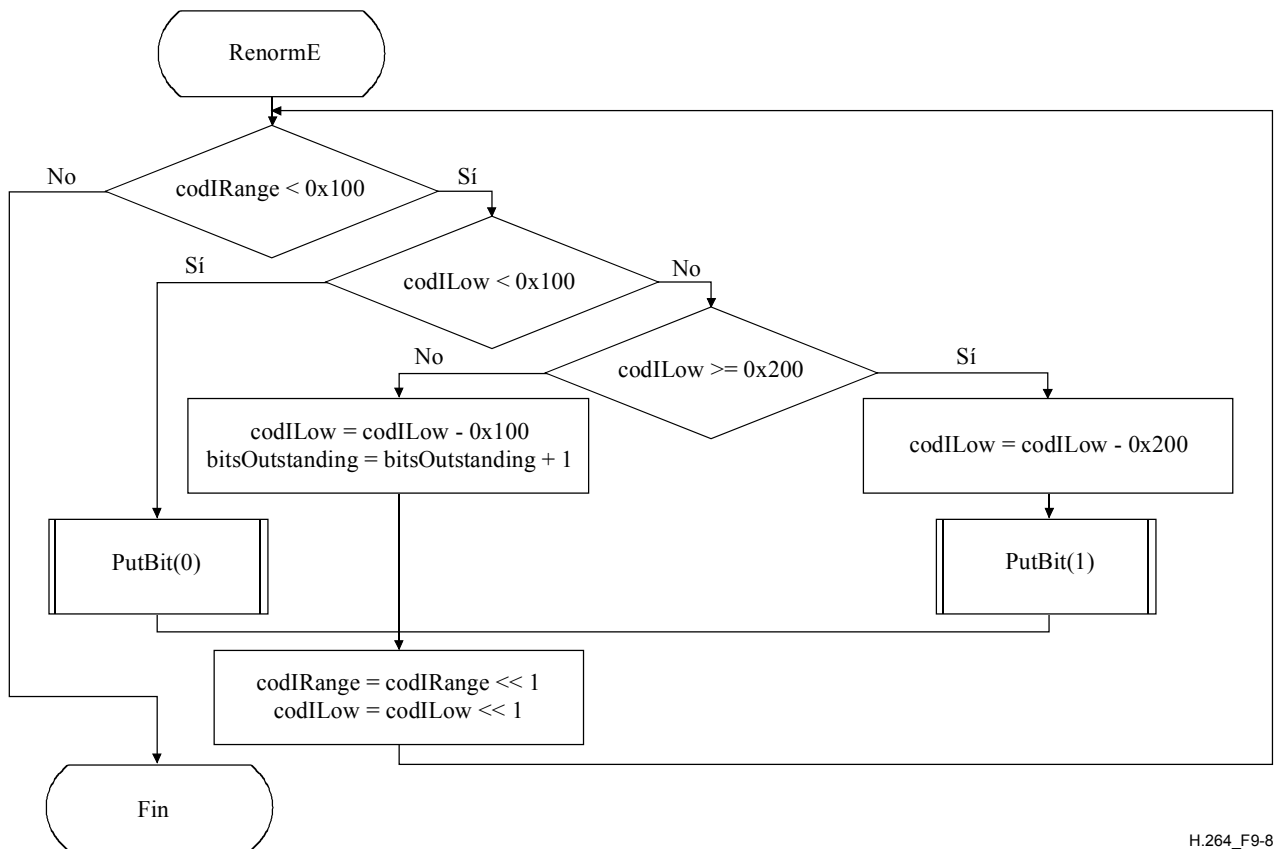 RenormE
No
codIRange < 0x100
Sí
Sí
codILow < 0x100
No
No
codILow >= 0x200
Sí
codILow = codILow - 0x100
bitsOutstanding = bitsOutstanding + 1
codILow = codILow - 0x200
PutBit(0)
PutBit(1)
codIRange = codIRange << 1
codILow = codILow << 1
Fin
H.264_F9-8